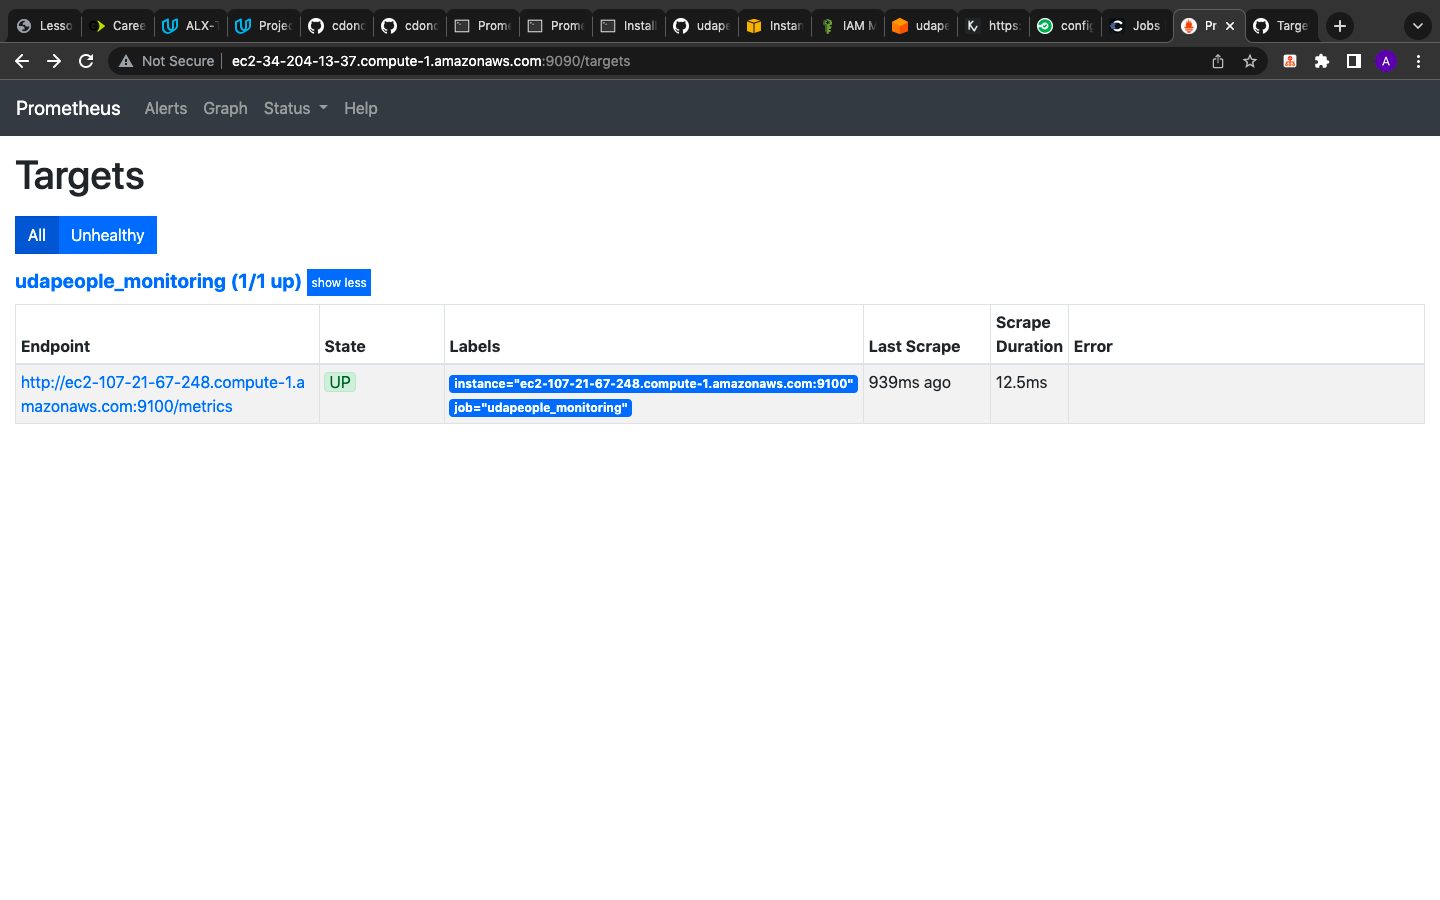 Lesso
Caree
ALX-T
Projec
cdono
cdono
Prome
Prome
Install
udape
Instan
IAM M
udape
https:
config
Jobs
Pr
Targe
Not Secure
ec2-34-204-13-37.compute-1.amazonaws.com:9090/targets
A
Prometheus Alerts Graph Status Help
Targets
All Unhealthy
udapeople_monitoring (1/1 up) show less
Endpoint State Labels Last Scrape Scrape Duration Error
http://ec2-107-21-67-248.compute-1.a
mazonaws.com:9100/metrics
UP
instance="ec2-107-21-67-248.compute-1.amazonaws.com:9100"
job="udapeople_monitoring"
939ms ago
12.5ms